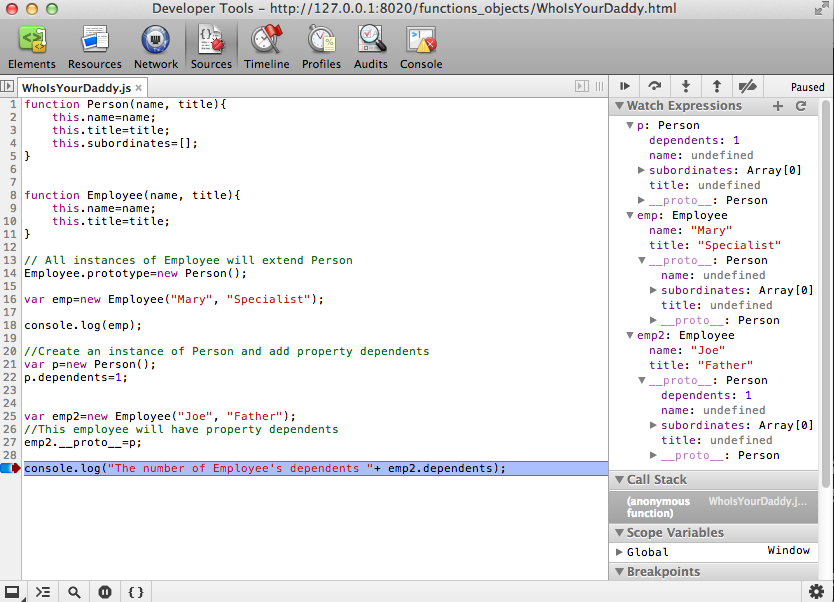 Developer Tools - http://127.0.0.1:8020/functions_objects/WhoIsYourDaddy.html
Elements Resources Network Sources Timeline Profiles Audits Console
WhoIsYourDaddy.js ×
Paused
1 function Person(name, title){
2     this.name=name;
3     this.title=title;
4     this.subordinates=[];
5 }
6
7
8 function Employee(name, title){
9     this.name=name;
10     this.title=title;
11 }
12
13 // All instances of Employee will extend Person
14 Employee.prototype=new Person();
15
16 var emp=new Employee("Mary", "Specialist");
17
18 console.log(emp);
19
20 //Create an instance of Person and add property dependents
21 var p=new Person();
22 p.dependents=1;
23
24
25 var emp2=new Employee("Joe", "Father");
26 //This employee will have property dependents
27 emp2.__proto__=p;
28
console.log("The number of Employee's dependents "+ emp2.dependents);
Watch Expressions
p: Person
dependents: 1
name: undefined
subordinates: Array[0]
title: undefined
__proto__: Person
emp: Employee
name: "Mary"
title: "Specialist"
__proto__: Person
name: undefined
subordinates: Array[0]
title: undefined
__proto__: Person
emp2: Employee
name: "Joe"
title: "Father"
__proto__: Person
dependents: 1
name: undefined
subordinates: Array[0]
title: undefined
__proto__: Person
Call Stack
(anonymous function) WhoIsYourDaddy.j...
Scope Variables
Global Window
Breakpoints